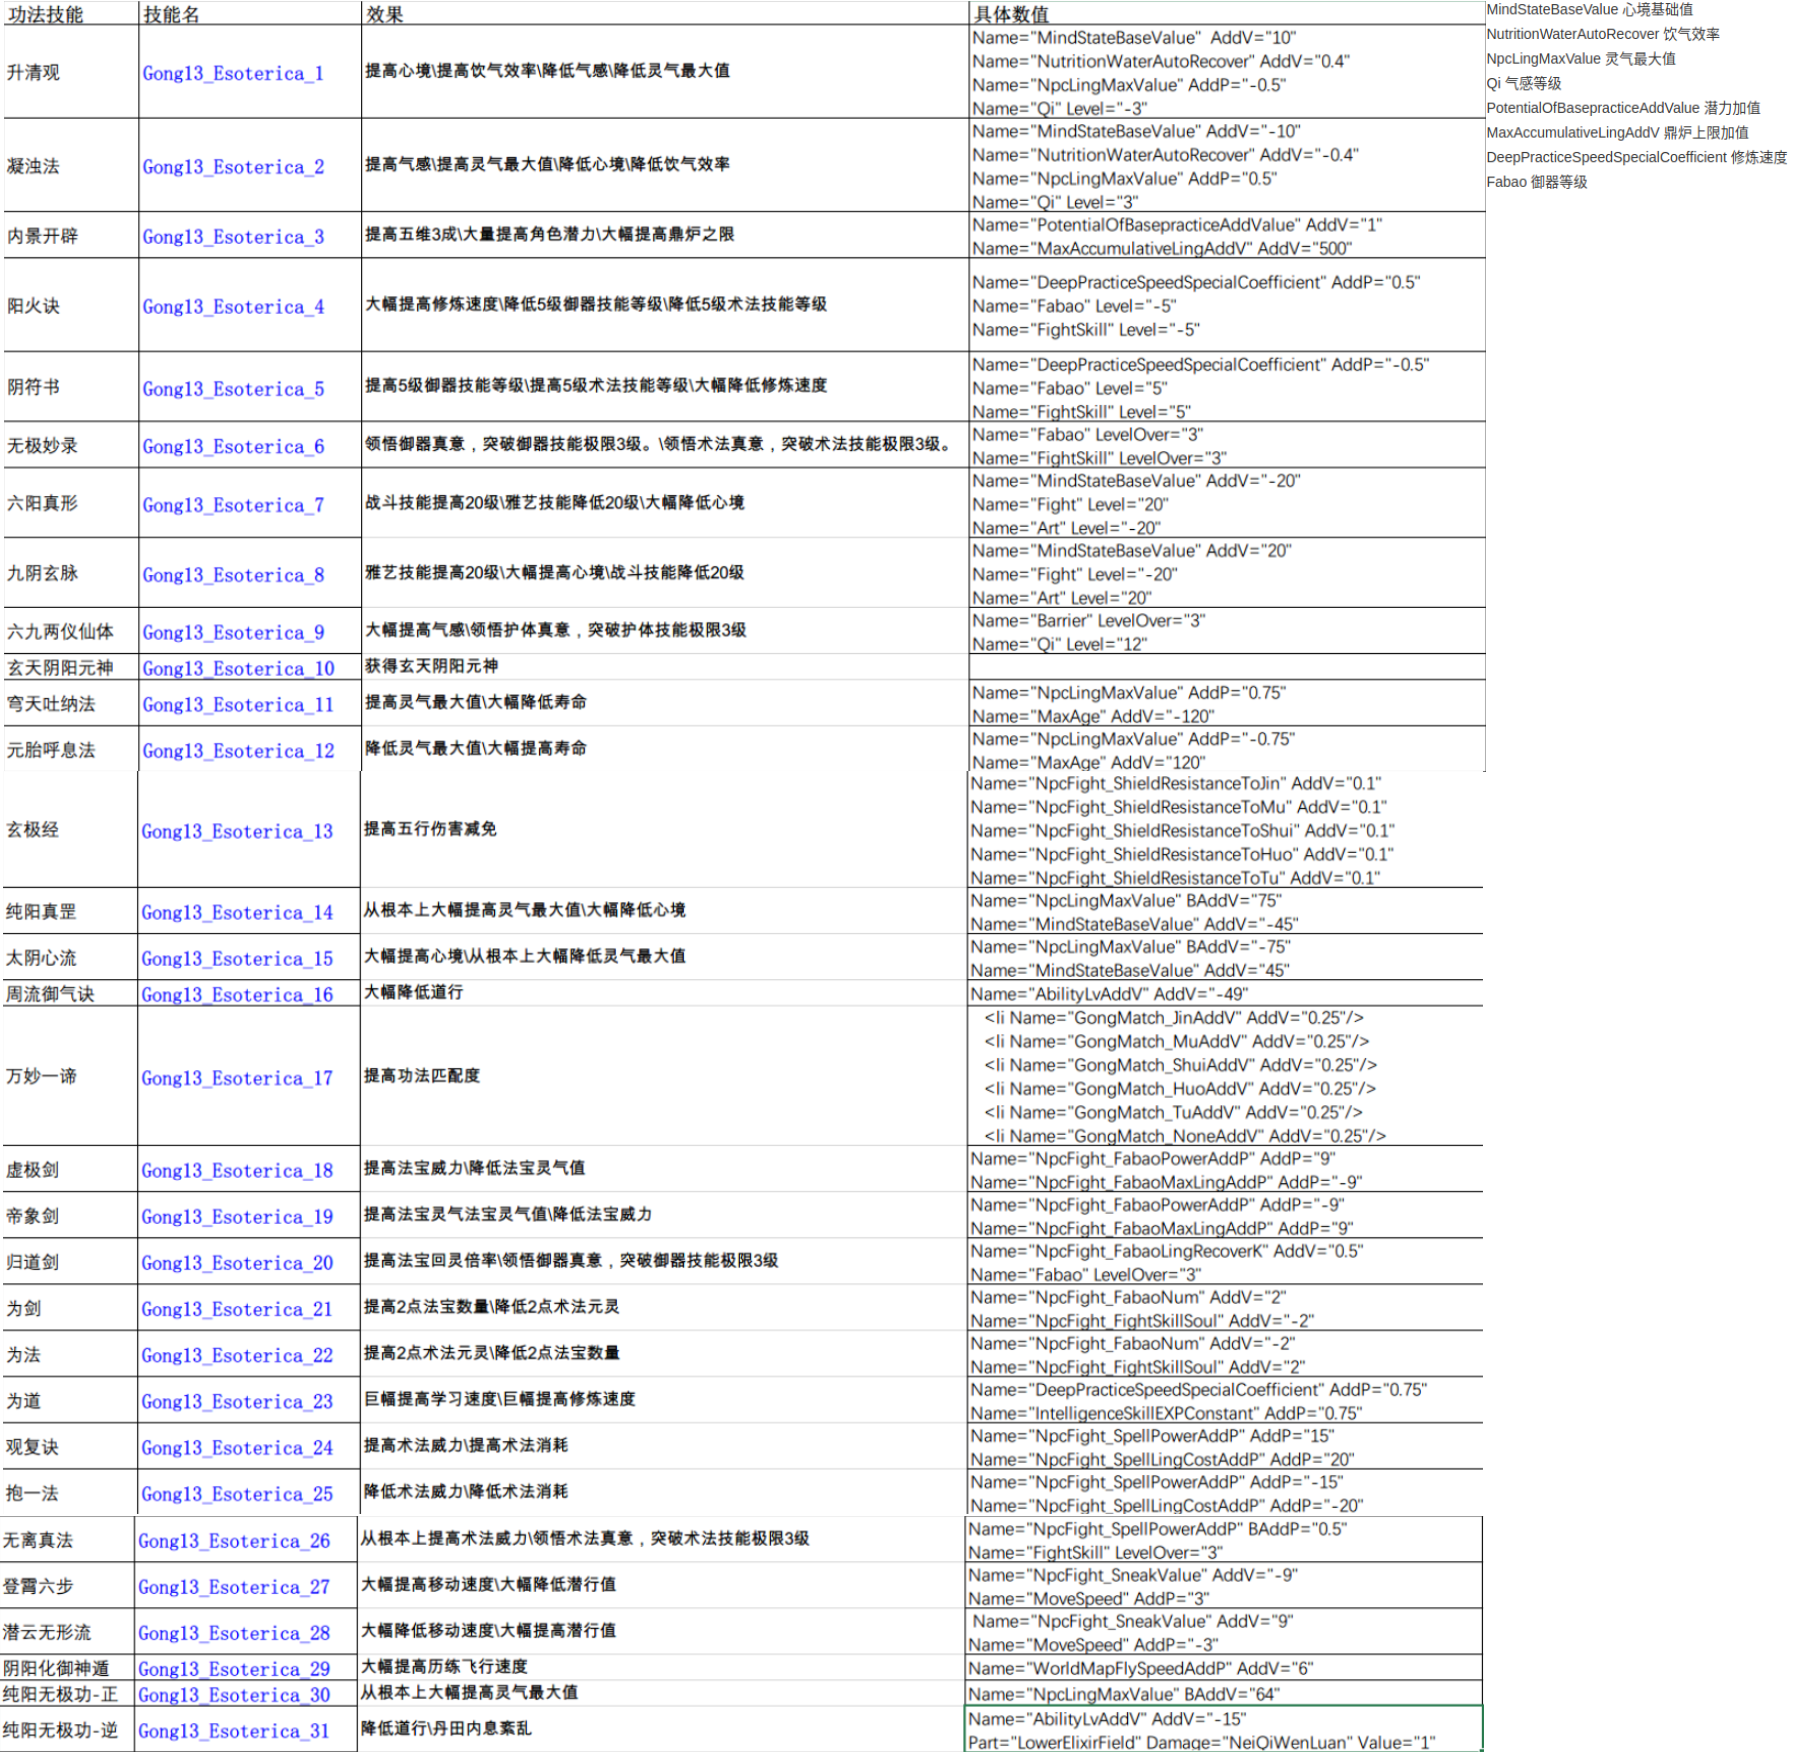 功法技能 技能名 效果 具体数值
升清观 Gong13_Esoterica_1 提高心境\提高饮气效率\降低气感\降低灵气最大值
Name="MindStateBaseValue"  AddV="10"
Name="NutritionWaterAutoRecover" AddV="0.4"
Name="NpcLingMaxValue" AddP="-0.5"
Name="Qi" Level="-3"
凝浊法 Gong13_Esoterica_2 提高气感\提高灵气最大值\降低心境\降低饮气效率
Name="MindStateBaseValue" AddV="-10"
Name="NutritionWaterAutoRecover" AddV="-0.4"
Name="NpcLingMaxValue" AddP="0.5"
Name="Qi" Level="3"
内景开辟 Gong13_Esoterica_3 提高五维3成\大量提高角色潜力\大幅提高鼎炉之限
Name="PotentialOfBasepracticeAddValue" AddV="1"
Name="MaxAccumulativeLingAddV" AddV="500"
阳火诀 Gong13_Esoterica_4 大幅提高修炼速度\降低5级御器技能等级\降低5级术法技能等级
Name="DeepPracticeSpeedSpecialCoefficient" AddP="0.5"
Name="Fabao" Level="-5"
Name="FightSkill" Level="-5"
阴符书 Gong13_Esoterica_5 提高5级御器技能等级\提高5级术法技能等级\大幅降低修炼速度
Name="DeepPracticeSpeedSpecialCoefficient" AddP="-0.5"
Name="Fabao" Level="5"
Name="FightSkill" Level="5"
无极妙录 Gong13_Esoterica_6 领悟御器真意，突破御器技能极限3级。\领悟术法真意，突破术法技能极限3级。
Name="Fabao" LevelOver="3"
Name="FightSkill" LevelOver="3"
六阳真形 Gong13_Esoterica_7 战斗技能提高20级\雅艺技能降低20级\大幅降低心境
Name="MindStateBaseValue" AddV="-20"
Name="Fight" Level="20"
Name="Art" Level="-20"
九阴玄脉 Gong13_Esoterica_8 雅艺技能提高20级\大幅提高心境\战斗技能降低20级
Name="MindStateBaseValue" AddV="20"
Name="Fight" Level="-20"
Name="Art" Level="20"
六九两仪仙体 Gong13_Esoterica_9 大幅提高气感\领悟护体真意，突破护体技能极限3级
Name="Barrier" LevelOver="3"
Name="Qi" Level="12"
玄天阴阳元神 Gong13_Esoterica_10 获得玄天阴阳元神
穹天吐纳法 Gong13_Esoterica_11 提高灵气最大值\大幅降低寿命
Name="NpcLingMaxValue" AddP="0.75"
Name="MaxAge" AddV="-120"
元胎呼息法 Gong13_Esoterica_12 降低灵气最大值\大幅提高寿命
Name="NpcLingMaxValue" AddP="-0.75"
Name="MaxAge" AddV="120"
玄极经 Gong13_Esoterica_13 提高五行伤害减免
Name="NpcFight_ShieldResistanceToJin" AddV="0.1"
Name="NpcFight_ShieldResistanceToMu" AddV="0.1"
Name="NpcFight_ShieldResistanceToShui" AddV="0.1"
Name="NpcFight_ShieldResistanceToHuo" AddV="0.1"
Name="NpcFight_ShieldResistanceToTu" AddV="0.1"
纯阳真罡 Gong13_Esoterica_14 从根本上大幅提高灵气最大值\大幅降低心境
Name="NpcLingMaxValue" BAddV="75"
Name="MindStateBaseValue" AddV="-45"
太阴心流 Gong13_Esoterica_15 大幅提高心境\从根本上大幅降低灵气最大值
Name="NpcLingMaxValue" BAddV="-75"
Name="MindStateBaseValue" AddV="45"
周流御气诀 Gong13_Esoterica_16 大幅降低道行 Name="AbilityLvAddV" AddV="-49"
万妙一谛 Gong13_Esoterica_17 提高功法匹配度
<li Name="GongMatch_JinAddV" AddV="0.25"/>
<li Name="GongMatch_MuAddV" AddV="0.25"/>
<li Name="GongMatch_ShuiAddV" AddV="0.25"/>
<li Name="GongMatch_HuoAddV" AddV="0.25"/>
<li Name="GongMatch_TuAddV" AddV="0.25"/>
<li Name="GongMatch_NoneAddV" AddV="0.25"/>
虚极剑 Gong13_Esoterica_18 提高法宝威力\降低法宝灵气值
Name="NpcFight_FabaoPowerAddP" AddP="9"
Name="NpcFight_FabaoMaxLingAddP" AddP="-9"
帝象剑 Gong13_Esoterica_19 提高法宝灵气法宝灵气值\降低法宝威力
Name="NpcFight_FabaoPowerAddP" AddP="-9"
Name="NpcFight_FabaoMaxLingAddP" AddP="9"
归道剑 Gong13_Esoterica_20 提高法宝回灵倍率\领悟御器真意，突破御器技能极限3级
Name="NpcFight_FabaoLingRecoverK" AddV="0.5"
Name="Fabao" LevelOver="3"
为剑 Gong13_Esoterica_21 提高2点法宝数量\降低2点术法元灵
Name="NpcFight_FabaoNum" AddV="2"
Name="NpcFight_FightSkillSoul" AddV="-2"
为法 Gong13_Esoterica_22 提高2点术法元灵\降低2点法宝数量
Name="NpcFight_FabaoNum" AddV="-2"
Name="NpcFight_FightSkillSoul" AddV="2"
为道 Gong13_Esoterica_23 巨幅提高学习速度\巨幅提高修炼速度
Name="DeepPracticeSpeedSpecialCoefficient" AddP="0.75"
Name="IntelligenceSkillEXPConstant" AddP="0.75"
观复诀 Gong13_Esoterica_24 提高术法威力\提高术法消耗
Name="NpcFight_SpellPowerAddP" AddP="15"
Name="NpcFight_SpellLingCostAddP" AddP="20"
抱一法 Gong13_Esoterica_25 降低术法威力\降低术法消耗
Name="NpcFight_SpellPowerAddP" AddP="-15"
Name="NpcFight_SpellLingCostAddP" AddP="-20"
无离真法 Gong13_Esoterica_26 从根本上提高术法威力\领悟术法真意，突破术法技能极限3级
Name="NpcFight_SpellPowerAddP" BAddP="0.5"
Name="FightSkill" LevelOver="3"
登霄六步 Gong13_Esoterica_27 大幅提高移动速度\大幅降低潜行值
Name="NpcFight_SneakValue" AddV="-9"
Name="MoveSpeed" AddP="3"
潜云无形流 Gong13_Esoterica_28 大幅降低移动速度\大幅提高潜行值
Name="NpcFight_SneakValue" AddV="9"
Name="MoveSpeed" AddP="-3"
阴阳化御神遁 Gong13_Esoterica_29 大幅提高历练飞行速度 Name="WorldMapFlySpeedAddP" AddV="6"
纯阳无极功-正 Gong13_Esoterica_30 从根本上大幅提高灵气最大值 Name="NpcLingMaxValue" BAddV="64"
纯阳无极功-逆 Gong13_Esoterica_31 降低道行\丹田内息紊乱
Name="AbilityLvAddV" AddV="-15"
Part="LowerElixirField" Damage="NeiQiWenLuan" Value="1"
MindStateBaseValue 心境基础值
NutritionWaterAutoRecover 饮气效率
NpcLingMaxValue 灵气最大值
Qi 气感等级
PotentialOfBasepracticeAddValue 潜力加值
MaxAccumulativeLingAddV 鼎炉上限加值
DeepPracticeSpeedSpecialCoefficient 修炼速度
Fabao 御器等级